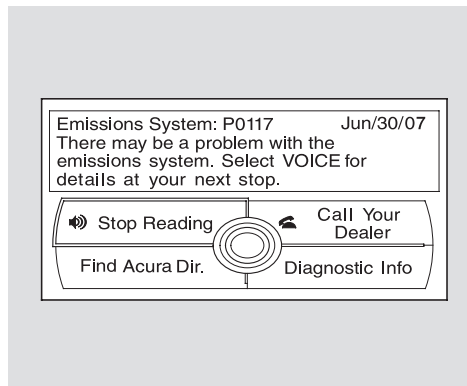 Emissions System: P0117 Jun/30/07
There may be a problem with the
emissions system. Select VOICE for
details at your next stop.
Stop Reading
Call Your
Dealer
Find Acura Dir.
Diagnostic Info